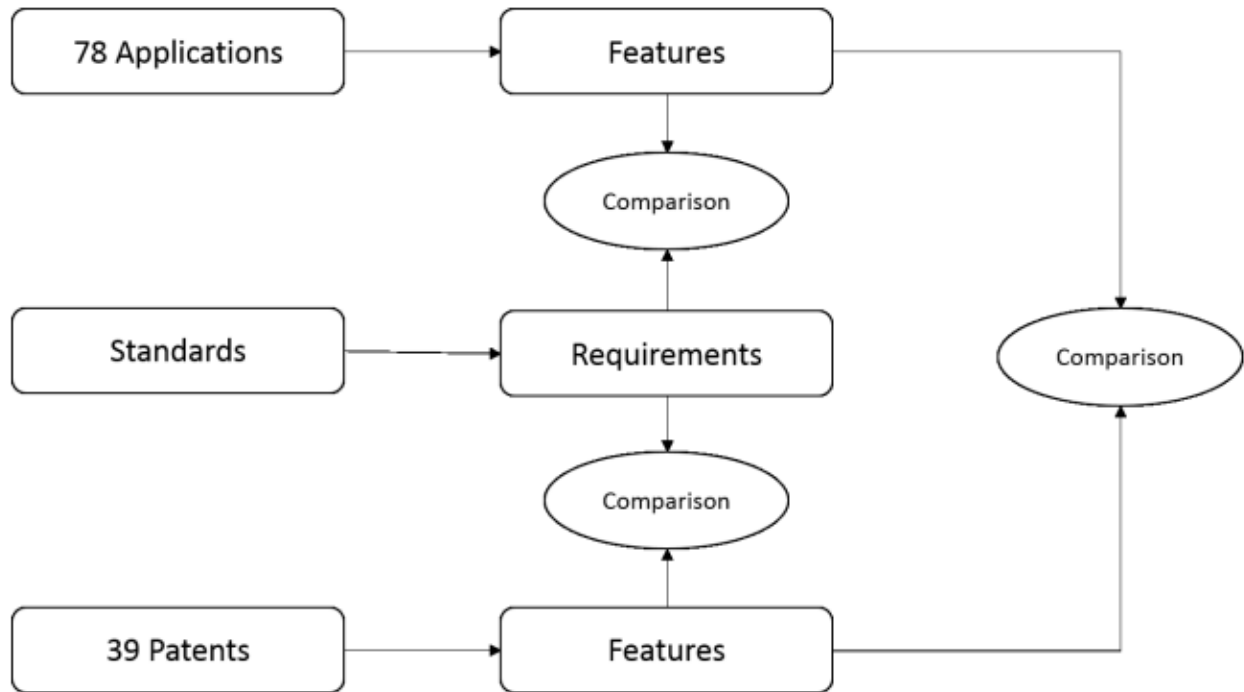 78 Applications
Features
Comparison
Standards
Requirements
Comparison
Comparison
39 Patents
Features